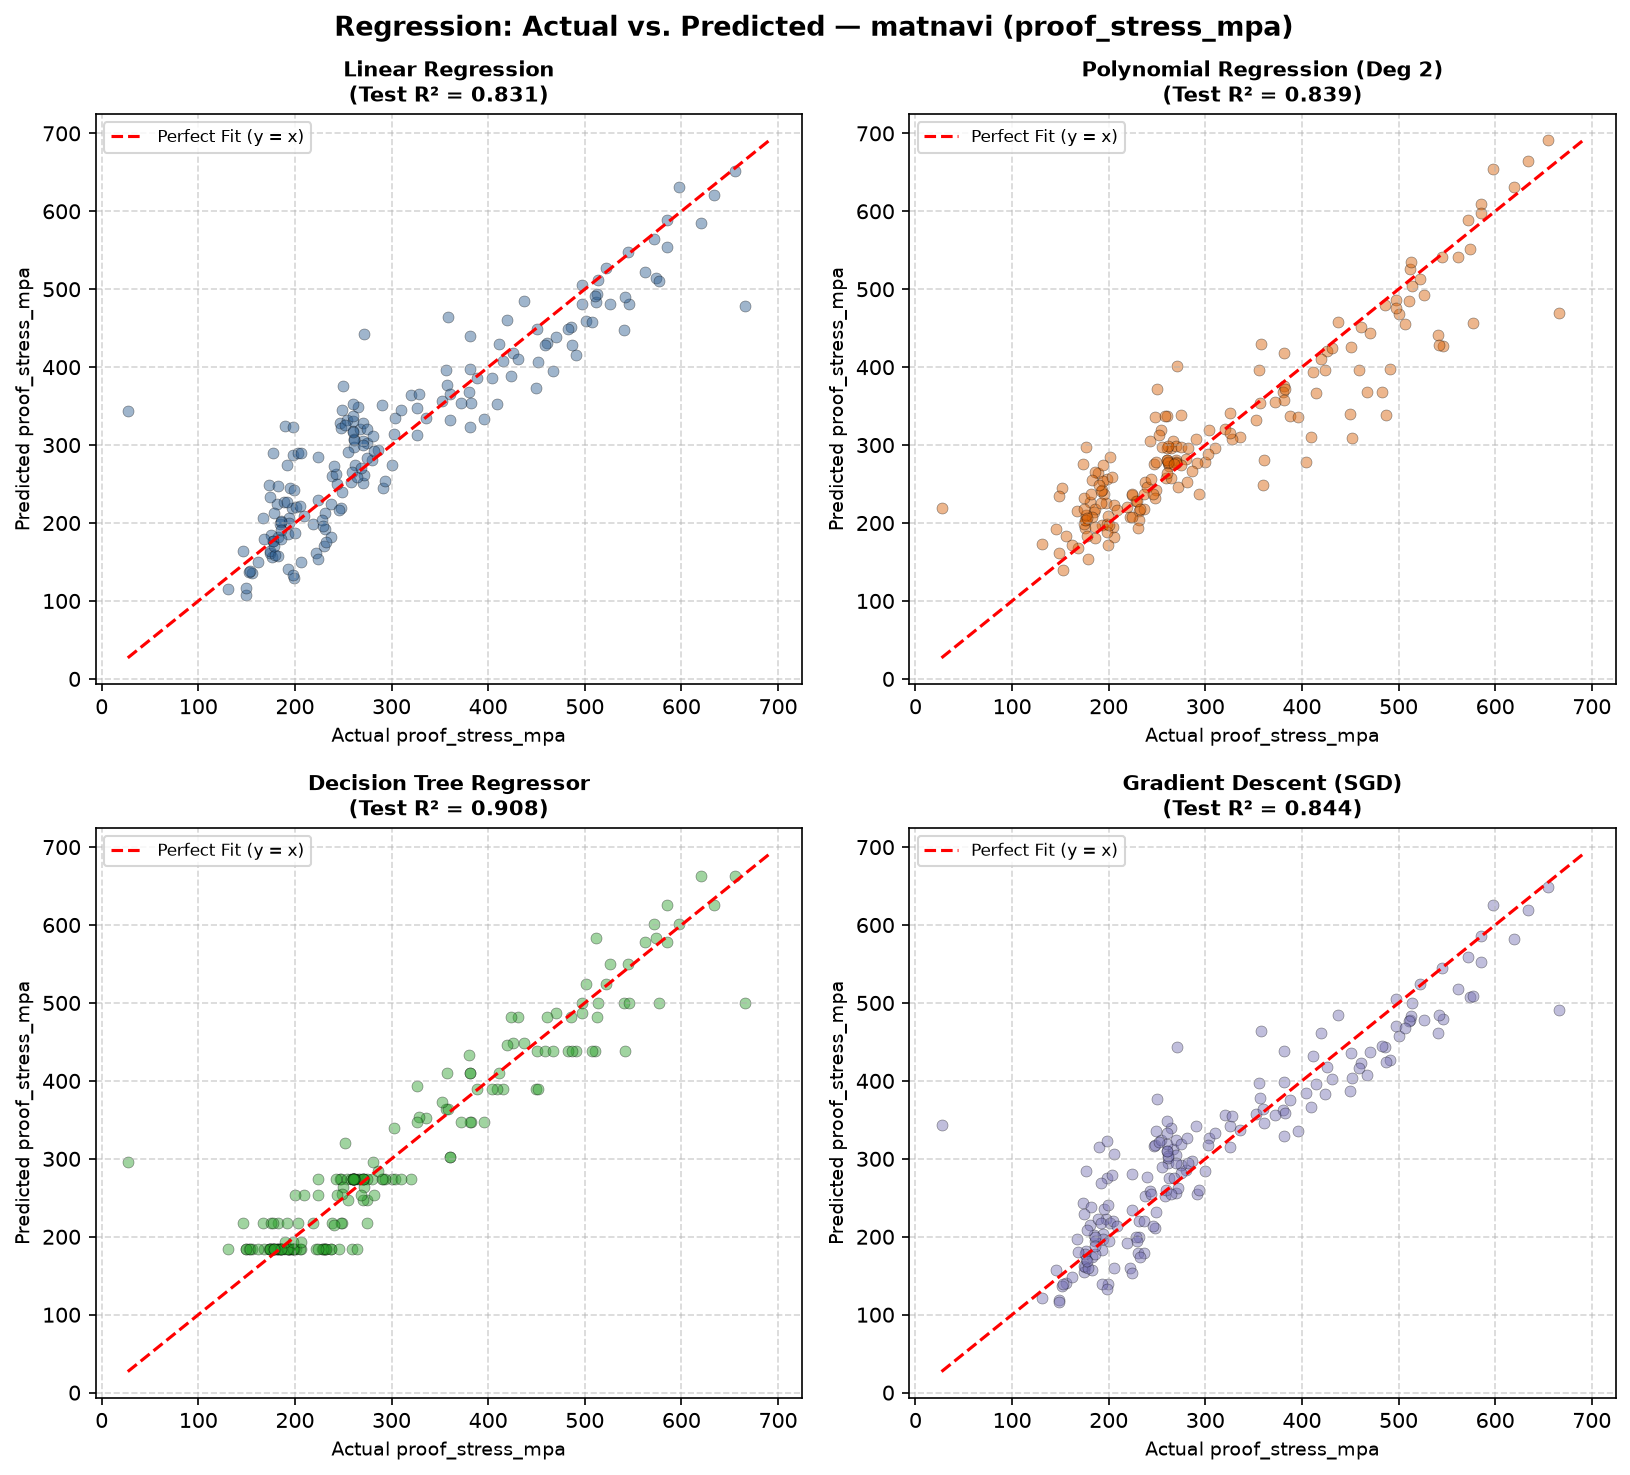 Regression: Actual vs. Predicted — matnavi (proof_stress_mpa)
Linear Regression
(Test R² = 0.831)
Perfect Fit (y = x)
Predicted proof_stress_mpa
700
600
500
400
300
200
100
0
0 100 200 300 400 500 600 700
Actual proof_stress_mpa
Polynomial Regression (Deg 2)
(Test R² = 0.839)
Perfect Fit (y = x)
Predicted proof_stress_mpa
700
600
500
400
300
200
100
0
0 100 200 300 400 500 600 700
Actual proof_stress_mpa
Decision Tree Regressor
(Test R² = 0.908)
Perfect Fit (y = x)
Predicted proof_stress_mpa
700
600
500
400
300
200
100
0
0 100 200 300 400 500 600 700
Actual proof_stress_mpa
Gradient Descent (SGD)
(Test R² = 0.844)
Perfect Fit (y = x)
Predicted proof_stress_mpa
700
600
500
400
300
200
100
0
0 100 200 300 400 500 600 700
Actual proof_stress_mpa